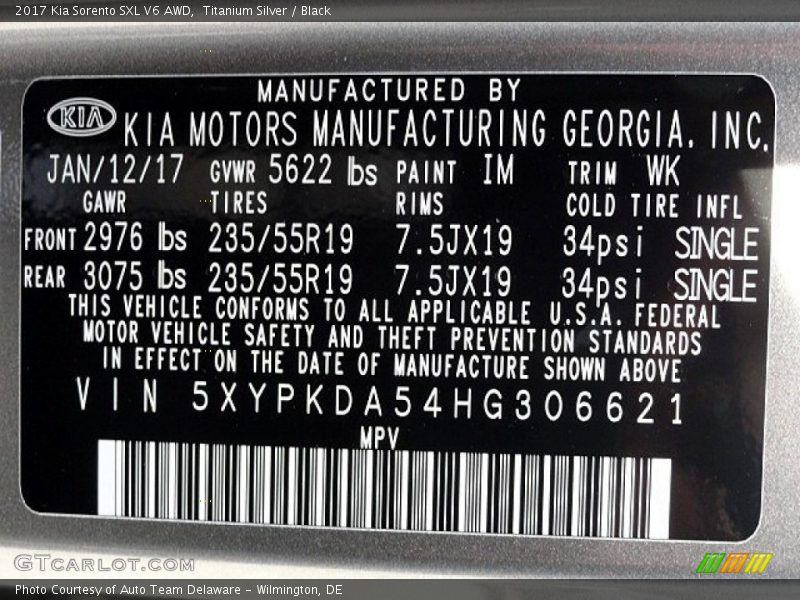 2017 Kia Sorento SXL V6 AWD,  Titanium Silver / Black
MANUFACTURED BY
KIA KIA MOTORS MANUFACTURING GEORGIA. INC.
JAN/12/17 GVWR 5622 lbs PAINT IM TRIM WK
GAWR TIRES RIMS COLD TIRE INFL
FRONT 2976 lbs 235/55R19 7.5JX19 34psi SINGLE
REAR 3075 lbs 235/55R19 7.5JX19 34psi SINGLE
THIS VEHICLE CONFORMS TO ALL APPLICABLE U.S.A. FEDERAL
MOTOR VEHICLE SAFETY AND THEFT PREVENTION STANDARDS
IN EFFECT ON THE DATE OF MANUFACTURE SHOWN ABOVE
VIN 5XYPKDA54HG306621
MPV
GTCARLOT.COM
Photo Courtesy of Auto Team Delaware - Wilmington, DE